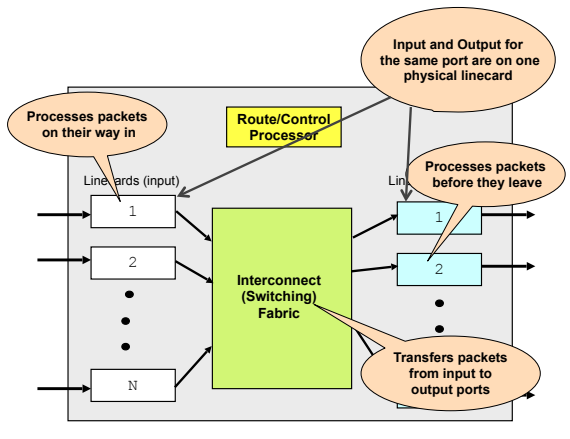 Input and Output for
the same port are on one
physical linecard
Processes packets
on their way in
Route/Control
Processor
Processes packets
before they leave
(input)
1
1
2
2
Interconnect
(Switching)
Fabric
Transfers packets
from input to
output ports
N